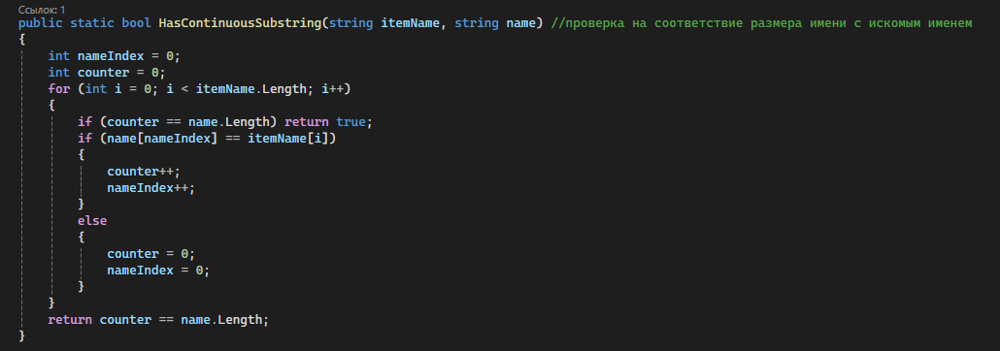 Ссылок: 1
public static bool HasContinuousSubstring(string itemName, string name) //проверка на соответствие размера имени с искомым именем
{
    int nameIndex = 0;
    int counter = 0;
    for (int i = 0; i < itemName.Length; i++)
    {
        if (counter == name.Length) return true;
        if (name[nameIndex] == itemName[i])
        {
            counter++;
            nameIndex++;
        }
        else
        {
            counter = 0;
            nameIndex = 0;
        }
    }
    return counter == name.Length;
}